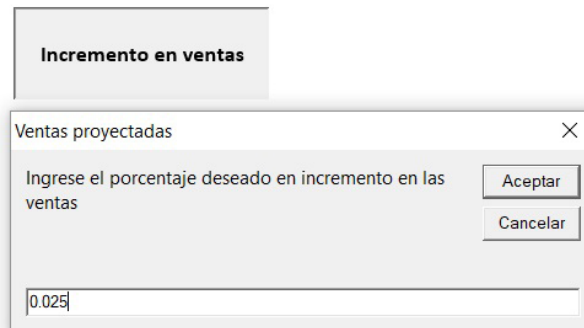 Incremento en ventas
Ventas proyectadas
Ingrese el porcentaje deseado en incremento en las
ventas
Aceptar
Cancelar
0.025